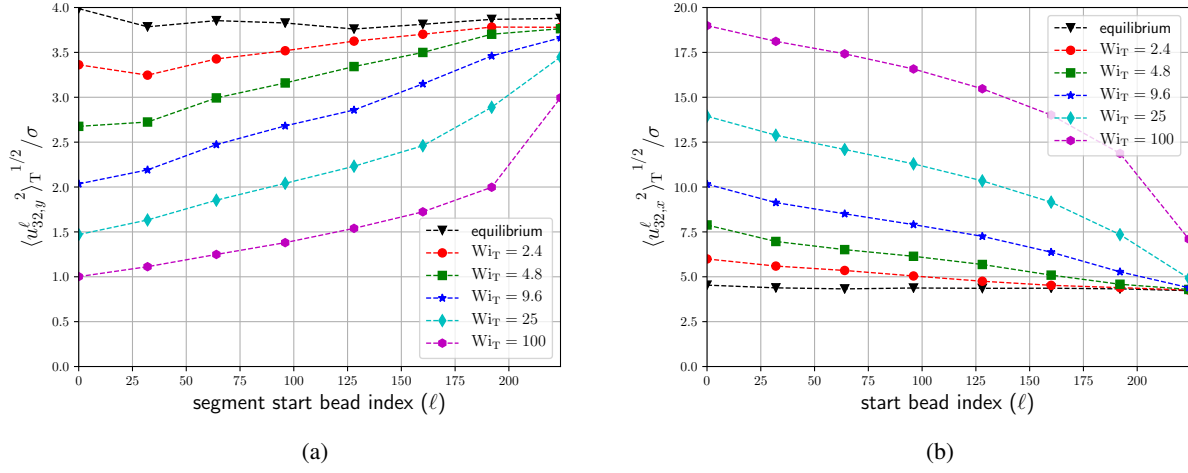 4.0
3.5
3.0
2.5
2.0
1.5
1.0
0.5
0.0
0
25
50
75
100
125
150
175
200
segment start bead index (ℓ)
⟨u^ℓ_{32,y}^2⟩_T^{1/2}/σ
equilibrium
Wi_T = 2.4
Wi_T = 4.8
Wi_T = 9.6
Wi_T = 25
Wi_T = 100
(a)
20.0
17.5
15.0
12.5
10.0
7.5
5.0
2.5
0.0
0
25
50
75
100
125
150
175
200
start bead index (ℓ)
⟨u^ℓ_{32,x}^2⟩_T^{1/2}/σ
equilibrium
Wi_T = 2.4
Wi_T = 4.8
Wi_T = 9.6
Wi_T = 25
Wi_T = 100
(b)